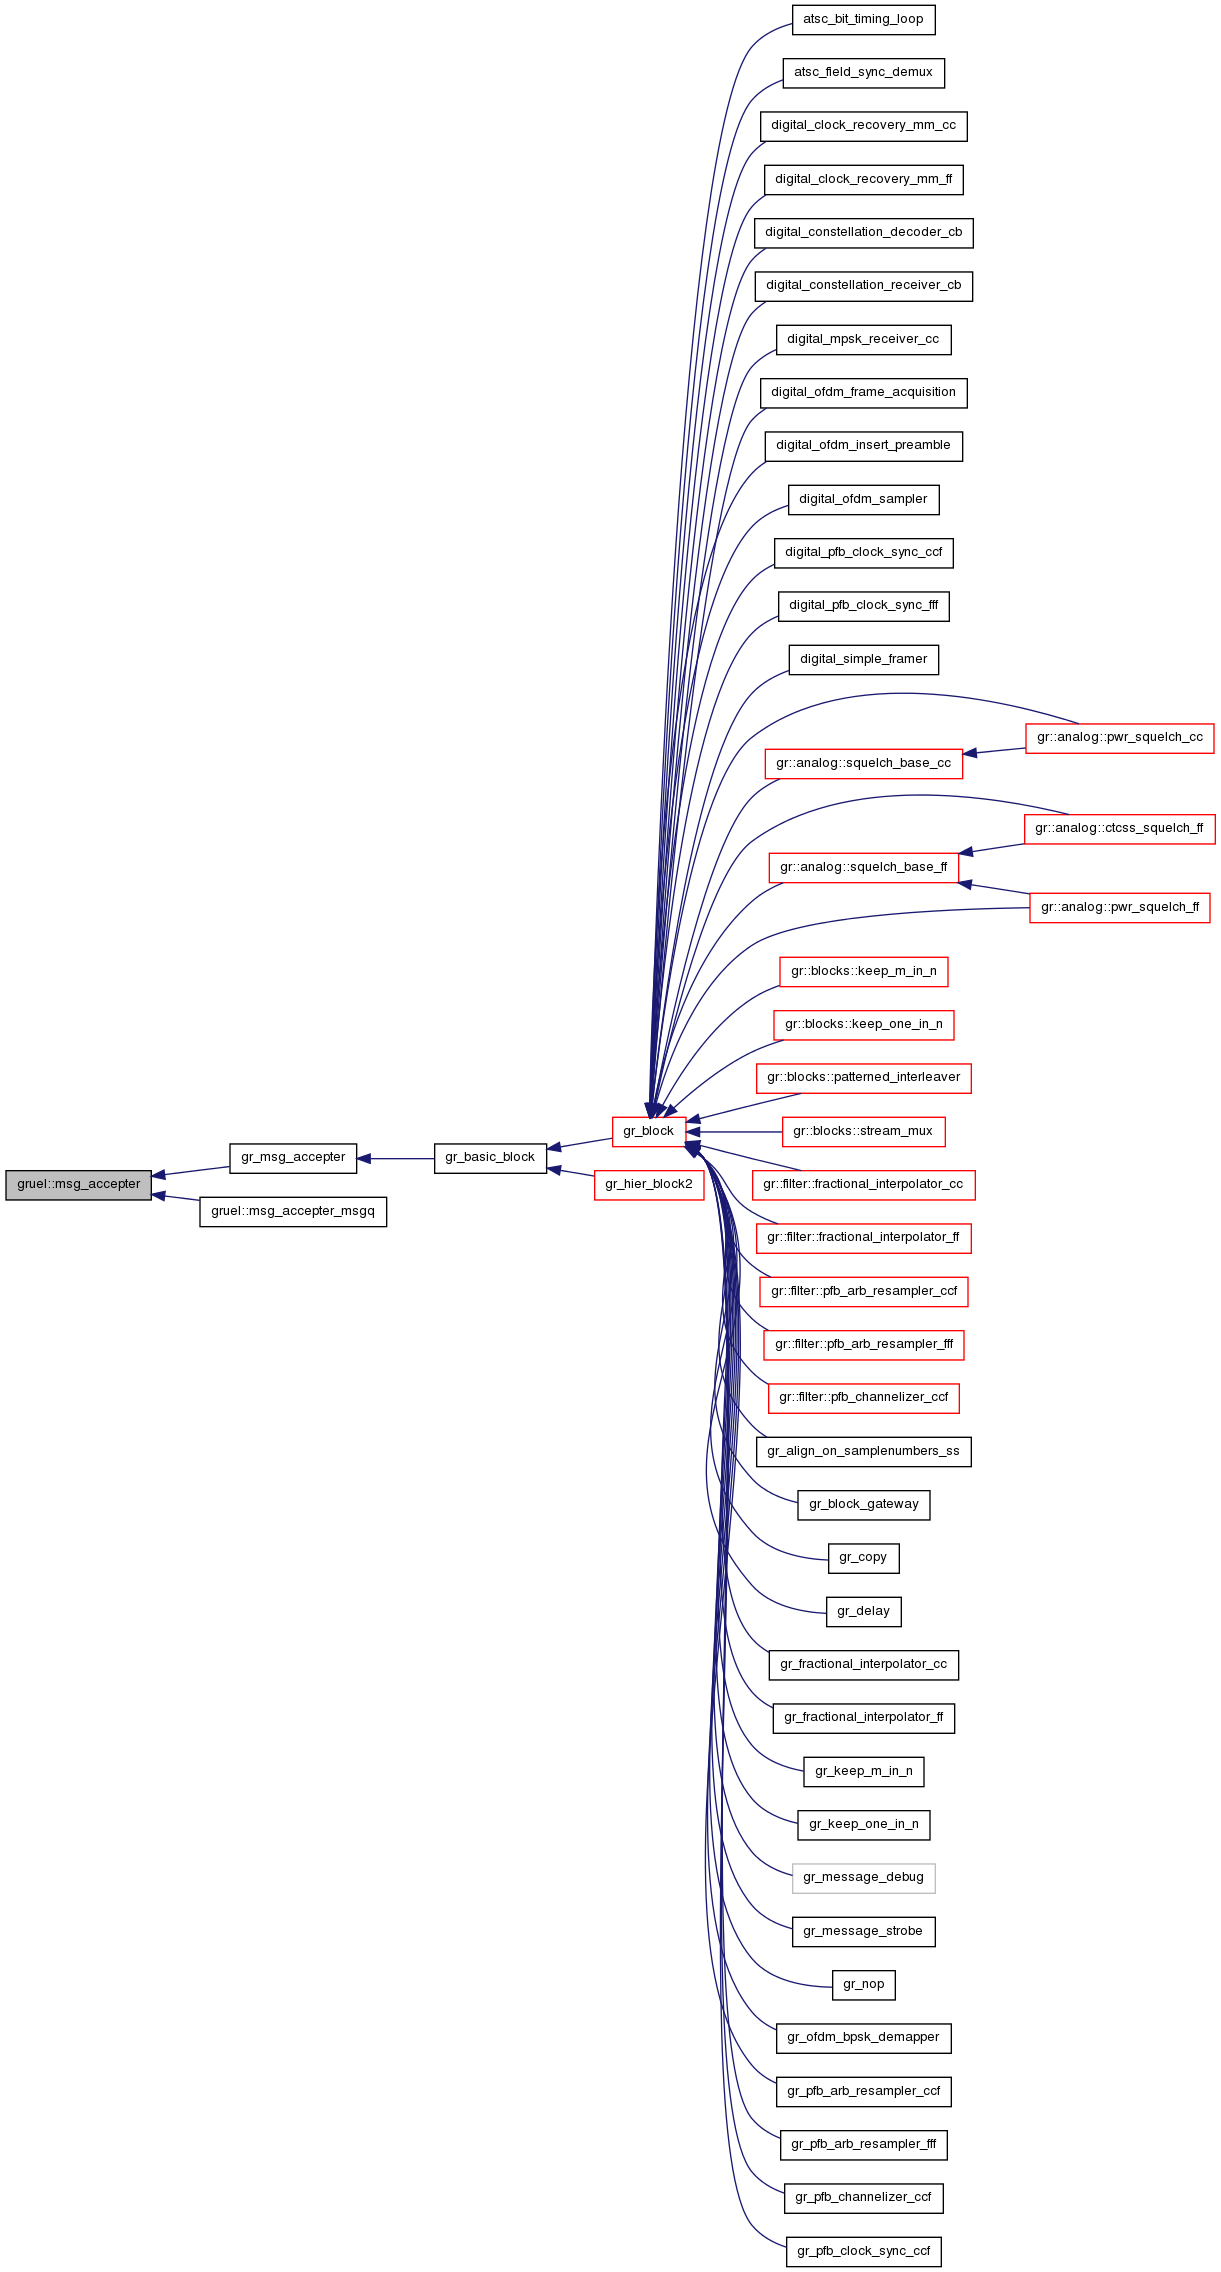 atsc_bit_timing_loop
atsc_field_sync_demux
digital_clock_recovery_mm_cc
digital_clock_recovery_mm_ff
digital_constellation_decoder_cb
digital_constellation_receiver_cb
digital_mpsk_receiver_cc
digital_ofdm_frame_acquisition
digital_ofdm_insert_preamble
digital_ofdm_sampler
digital_pfb_clock_sync_ccf
digital_pfb_clock_sync_fff
digital_simple_framer
gr::analog::pwr_squelch_cc
gr::analog::squelch_base_cc
gr::analog::ctcss_squelch_ff
gr::analog::squelch_base_ff
gr::analog::pwr_squelch_ff
gr::blocks::keep_m_in_n
gr::blocks::keep_one_in_n
gr::blocks::patterned_interleaver
gr_block
gr::blocks::stream_mux
gr_msg_accepter
gr_basic_block
gruel::msg_accepter
gr_hier_block2
gr::filter::fractional_interpolator_cc
gruel::msg_accepter_msgq
gr::filter::fractional_interpolator_ff
gr::filter::pfb_arb_resampler_ccf
gr::filter::pfb_arb_resampler_fff
gr::filter::pfb_channelizer_ccf
gr_align_on_samplenumbers_ss
gr_block_gateway
gr_copy
gr_delay
gr_fractional_interpolator_cc
gr_fractional_interpolator_ff
gr_keep_m_in_n
gr_keep_one_in_n
gr_message_debug
gr_message_strobe
gr_nop
gr_ofdm_bpsk_demapper
gr_pfb_arb_resampler_ccf
gr_pfb_arb_resampler_fff
gr_pfb_channelizer_ccf
gr_pfb_clock_sync_ccf